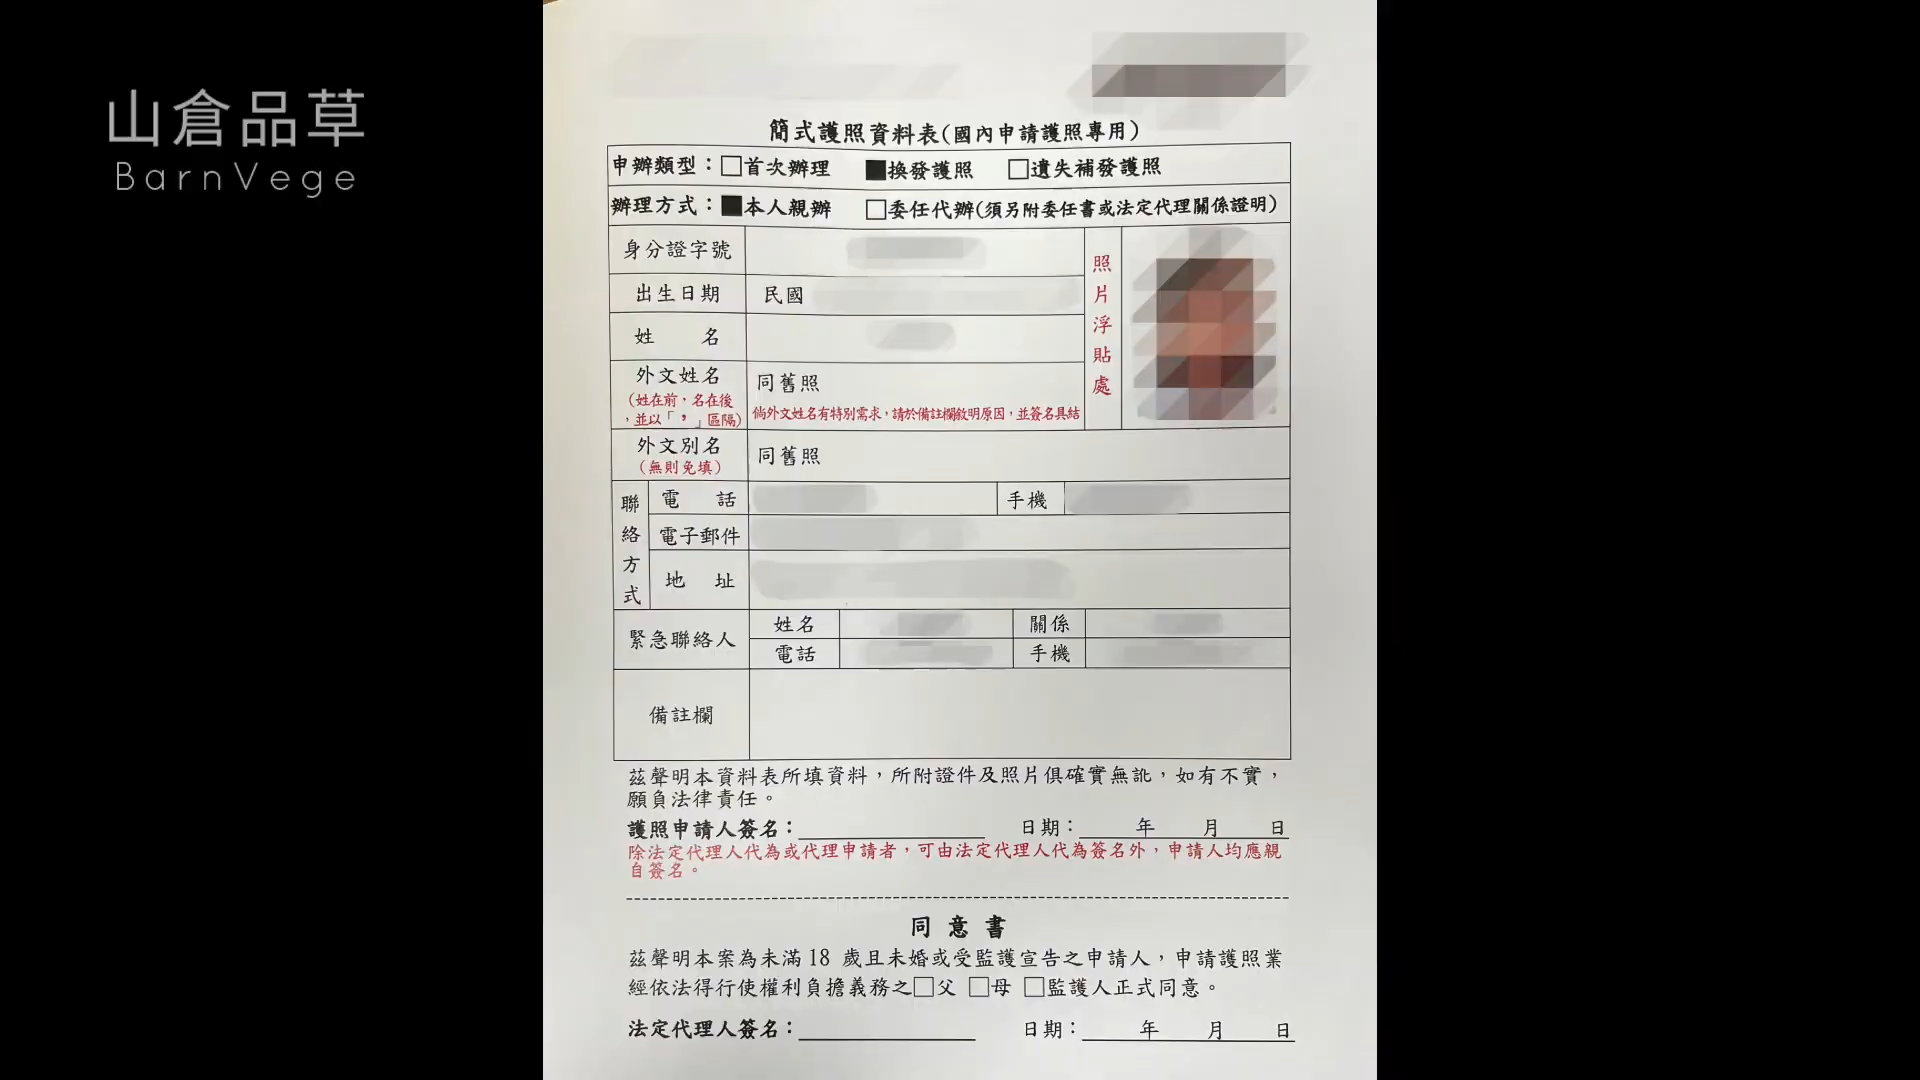 山倉品草
BarnVege
簡式護照資料表(國內申請護照專用)
申辦類型：□首次辦理 ■換發護照 □遺失補發護照
辦理方式：■本人親辦 □委任代辦(須另附委任書或法定代理關係證明)
身分證字號
出生日期 民國
姓名
照片浮貼處
外文姓名
(姓在前，名在後
，並以「，」區隔)
同舊照
倘外文姓名有特別需求，請於備註欄敘明原因，並簽名具結
外文別名
(無則免填)
同舊照
聯絡方式
電話 手機
電子郵件
地址
緊急聯絡人
姓名 關係
電話 手機
備註欄
茲聲明本資料表所填資料，所附證件及照片俱確實無訛，如有不實，
願負法律責任。
護照申請人簽名： 日期： 年 月 日
除法定代理人代為或代理申請者，可由法定代理人代為簽名外，申請人均應親
自簽名。
同意書
茲聲明本案為未滿18 歲且未婚或受監護宣告之申請人，申請護照業
經依法得行使權利負擔義務之□父 □母 □監護人正式同意。
法定代理人簽名： 日期： 年 月 日